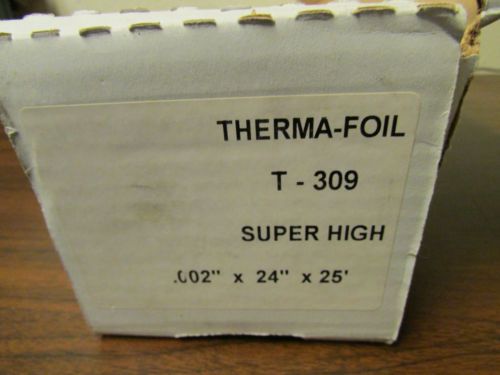 THERMA-FOIL
T - 309
SUPER HIGH
.002" x 24" x 25'